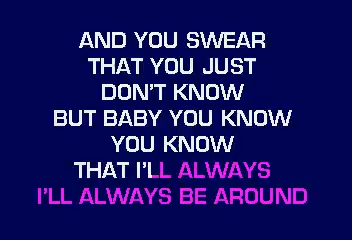 AND YOU SWEAR
THAT YOU JUST
DON'T KNOW
BUT BABY YOU KNOW
YOU KNOW
THAT I'LL ALWAYS
I'LL ALWAYS BE AROUND